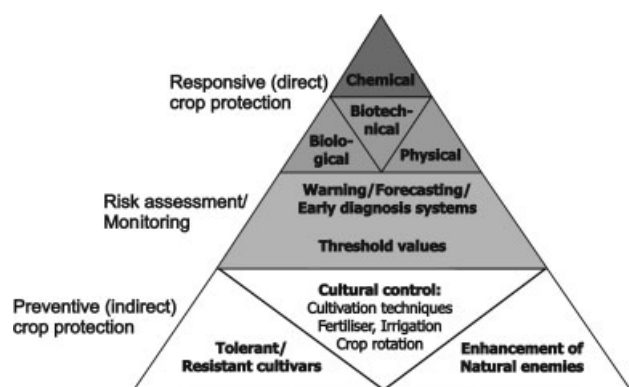 Responsive (direct)
crop protection
Chemical
Biotech-
nical
Biolo-
gical
Physical
Risk assessment/
Monitoring
Warning/Forecasting/
Early diagnosis systems
Threshold values
Preventive (indirect)
crop protection
Cultural control:
Cultivation techniques
Fertiliser, Irrigation
Crop rotation
Tolerant/
Resistant cultivars
Enhancement of
Natural enemies